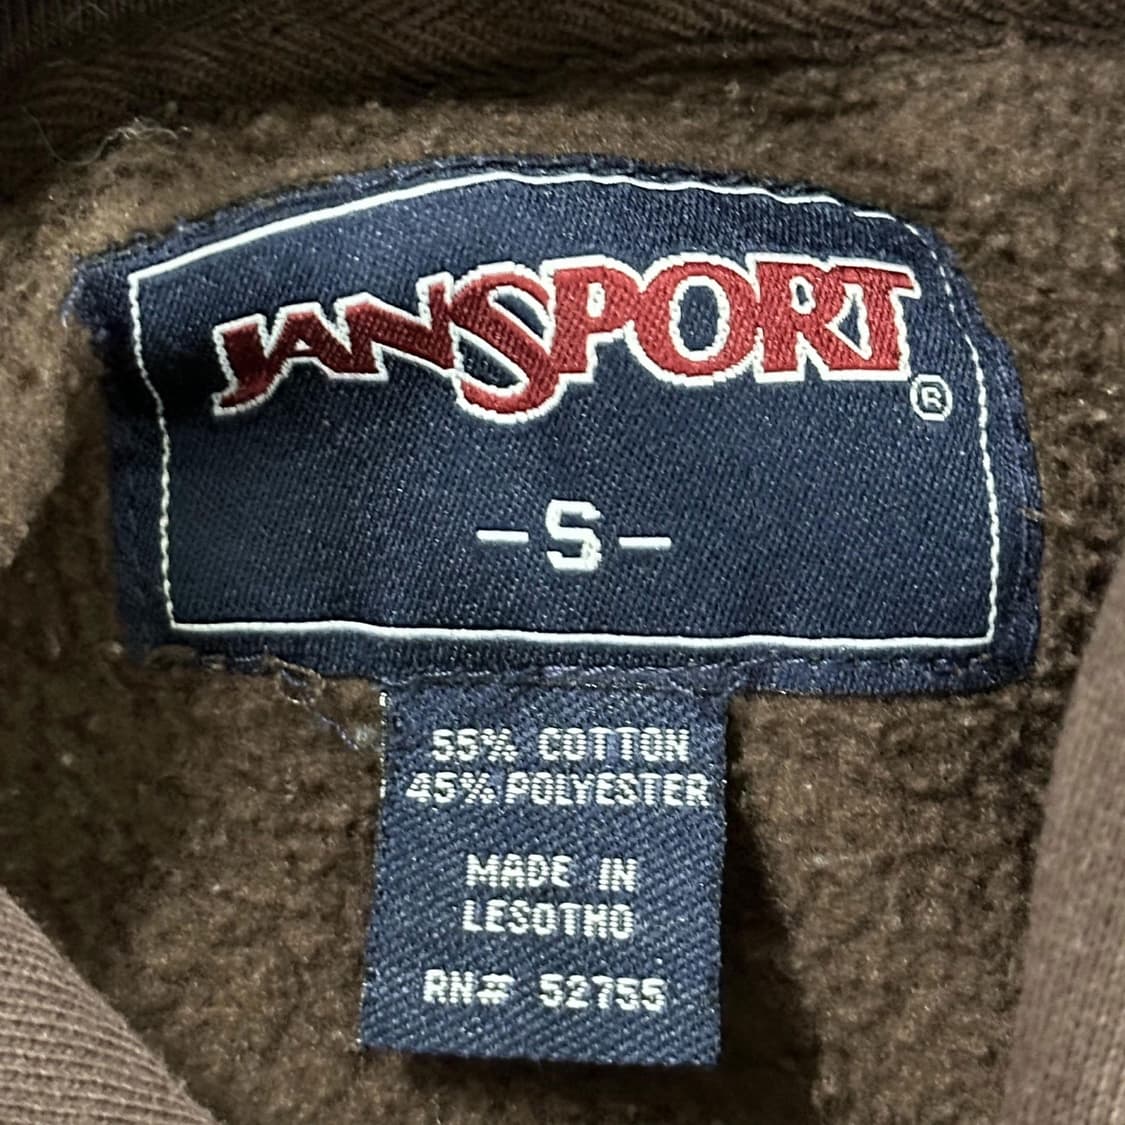 JANSPORT®
-S-
55% COTTON
45% POLYESTER
MADE IN
LESOTHO
RN# 52755